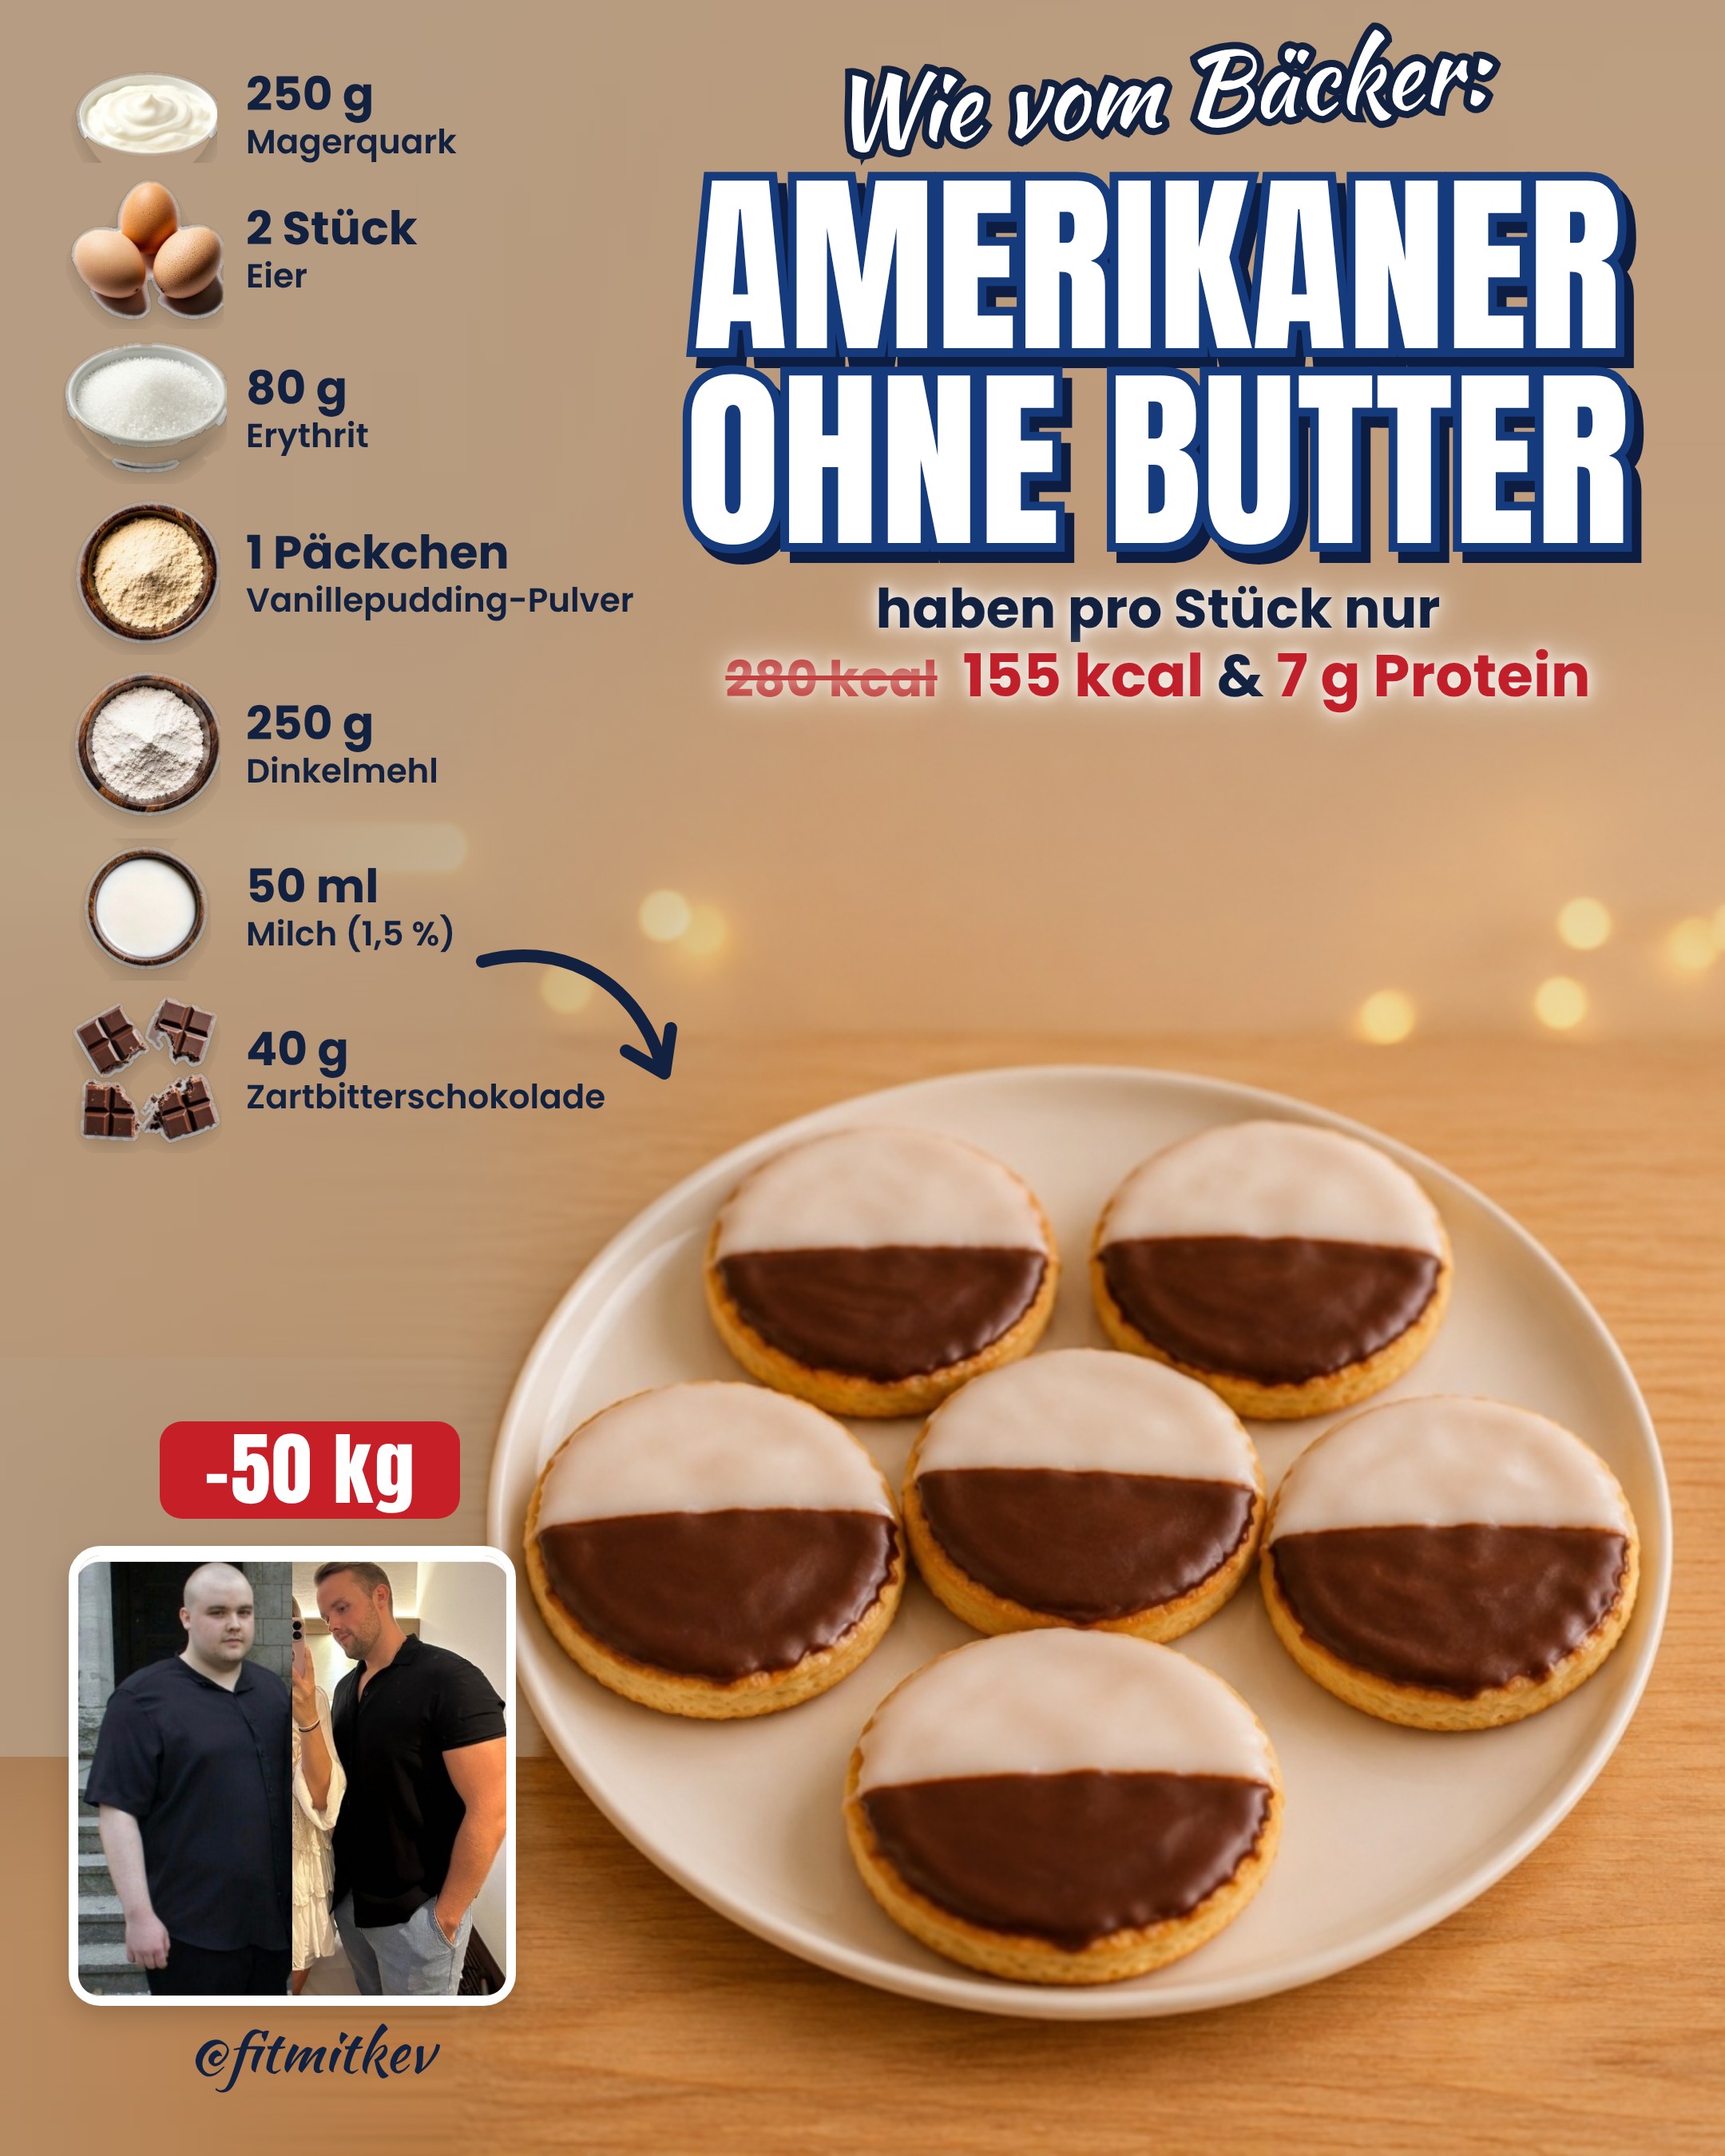 Wie vom Bäcker:
AMERIKANER
OHNE BUTTER
haben pro Stück nur
280 kcal 155 kcal & 7 g Protein
250 g
Magerquark
2 Stück
Eier
80 g
Erythrit
1 Päckchen
Vanillepudding-Pulver
250 g
Dinkelmehl
50 ml
Milch (1,5 %)
40 g
Zartbitterschokolade
-50 kg
@fitmitkev